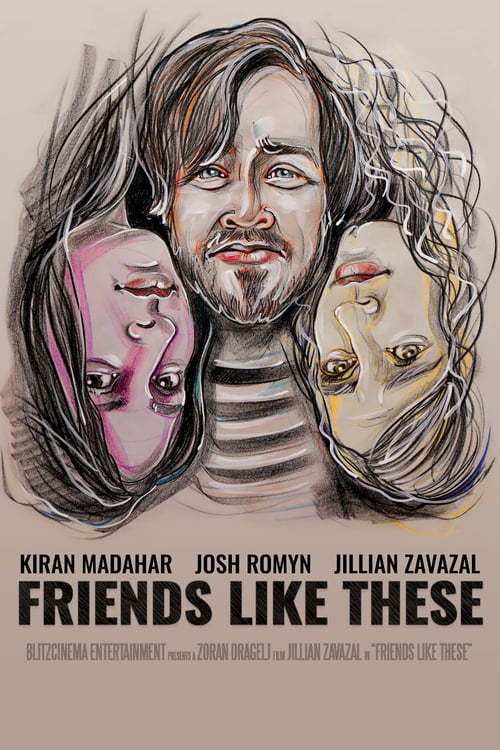 KIRAN MADAHAR JOSH ROMYN JILLIAN ZAVAZAL
FRIENDS LIKE THESE
BLITZCINEMA ENTERTAINMENT PRESENTS A ZORAN DRAGELJ FILM JILLIAN ZAVAZAL IN "FRIENDS LIKE THESE"